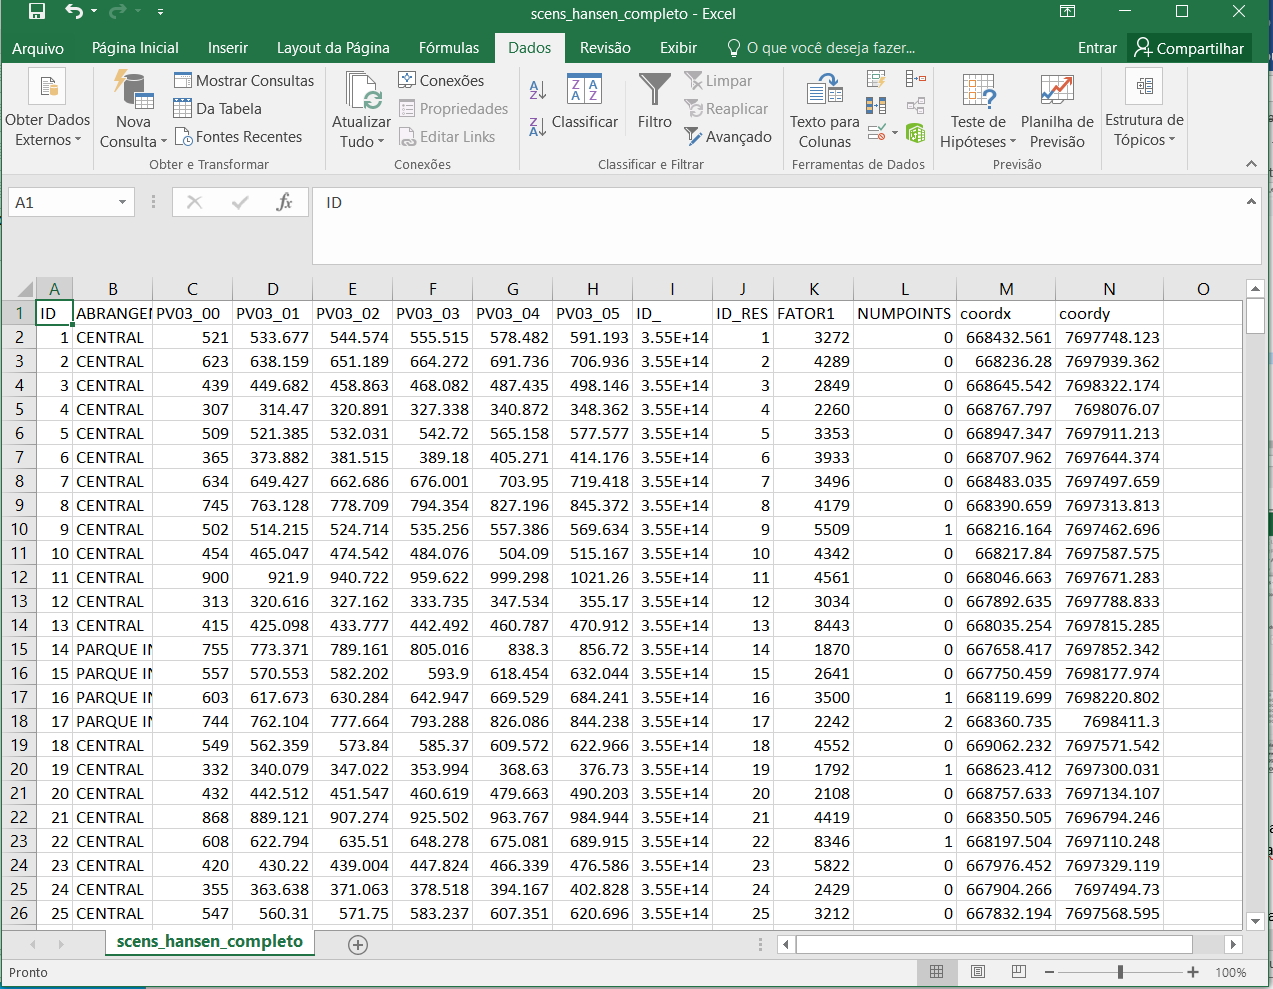 scens_hansen_completo - Excel
Arquivo Página Inicial Inserir Layout da Página Fórmulas Dados Revisão Exibir O que você deseja fazer... Entrar Compartilhar
Obter Dados Externos
Nova Consulta
Mostrar Consultas
Da Tabela
Fontes Recentes
Obter e Transformar
Atualizar Tudo
Conexões
Propriedades
Editar Links
Conexões
Classificar
Filtro
Limpar
Reaplicar
Avançado
Classificar e Filtrar
Texto para Colunas
Ferramentas de Dados
Teste de Hipóteses
Planilha de Previsão
Previsão
Estrutura de Tópicos
A1 fx ID
A B C D E F G H I J K L M N O
1 ID ABRANGEN PV03_00 PV03_01 PV03_02 PV03_03 PV03_04 PV03_05 ID_ ID_RES FATOR1 NUMPOINTS coordx coordy
2 1 CENTRAL 521 533.677 544.574 555.515 578.482 591.193 3.55E+14 1 3272 0 668432.561 7697748.123
3 2 CENTRAL 623 638.159 651.189 664.272 691.736 706.936 3.55E+14 2 4289 0 668236.28 7697939.362
4 3 CENTRAL 439 449.682 458.863 468.082 487.435 498.146 3.55E+14 3 2849 0 668645.542 7698322.174
5 4 CENTRAL 307 314.47 320.891 327.338 340.872 348.362 3.55E+14 4 2260 0 668767.797 7698076.07
6 5 CENTRAL 509 521.385 532.031 542.72 565.158 577.577 3.55E+14 5 3353 0 668947.347 7697911.213
7 6 CENTRAL 365 373.882 381.515 389.18 405.271 414.176 3.55E+14 6 3933 0 668707.962 7697644.374
8 7 CENTRAL 634 649.427 662.686 676.001 703.95 719.418 3.55E+14 7 3496 0 668483.035 7697497.659
9 8 CENTRAL 745 763.128 778.709 794.354 827.196 845.372 3.55E+14 8 4179 0 668390.659 7697313.813
10 9 CENTRAL 502 514.215 524.714 535.256 557.386 569.634 3.55E+14 9 5509 1 668216.164 7697462.696
11 10 CENTRAL 454 465.047 474.542 484.076 504.09 515.167 3.55E+14 10 4342 0 668217.84 7697587.575
12 11 CENTRAL 900 921.9 940.722 959.622 999.298 1021.26 3.55E+14 11 4561 0 668046.663 7697671.283
13 12 CENTRAL 313 320.616 327.162 333.735 347.534 355.17 3.55E+14 12 3034 0 667892.635 7697788.833
14 13 CENTRAL 415 425.098 433.777 442.492 460.787 470.912 3.55E+14 13 8443 0 668035.254 7697815.285
15 14 PARQUE IN 755 773.371 789.161 805.016 838.3 856.72 3.55E+14 14 1870 0 667658.417 7697852.342
16 15 PARQUE IN 557 570.553 582.202 593.9 618.454 632.044 3.55E+14 15 2641 0 667750.459 7698177.974
17 16 PARQUE IN 603 617.673 630.284 642.947 669.529 684.241 3.55E+14 16 3500 1 668119.699 7698220.802
18 17 PARQUE IN 744 762.104 777.664 793.288 826.086 844.238 3.55E+14 17 2242 2 668360.735 7698411.3
19 18 CENTRAL 549 562.359 573.84 585.37 609.572 622.966 3.55E+14 18 4552 0 669062.232 7697571.542
20 19 CENTRAL 332 340.079 347.022 353.994 368.63 376.73 3.55E+14 19 1792 1 668623.412 7697300.031
21 20 CENTRAL 432 442.512 451.547 460.619 479.663 490.203 3.55E+14 20 2108 0 668757.633 7697134.107
22 21 CENTRAL 868 889.121 907.274 925.502 963.767 984.944 3.55E+14 21 4419 0 668350.505 7696794.246
23 22 CENTRAL 608 622.794 635.51 648.278 675.081 689.915 3.55E+14 22 8346 1 668197.504 7697110.248
24 23 CENTRAL 420 430.22 439.004 447.824 466.339 476.586 3.55E+14 23 5822 0 667976.452 7697329.119
25 24 CENTRAL 355 363.638 371.063 378.518 394.167 402.828 3.55E+14 24 2429 0 667904.266 7697494.73
26 25 CENTRAL 547 560.31 571.75 583.237 607.351 620.696 3.55E+14 25 3212 0 667832.194 7697568.595
scens_hansen_completo
Pronto 100%